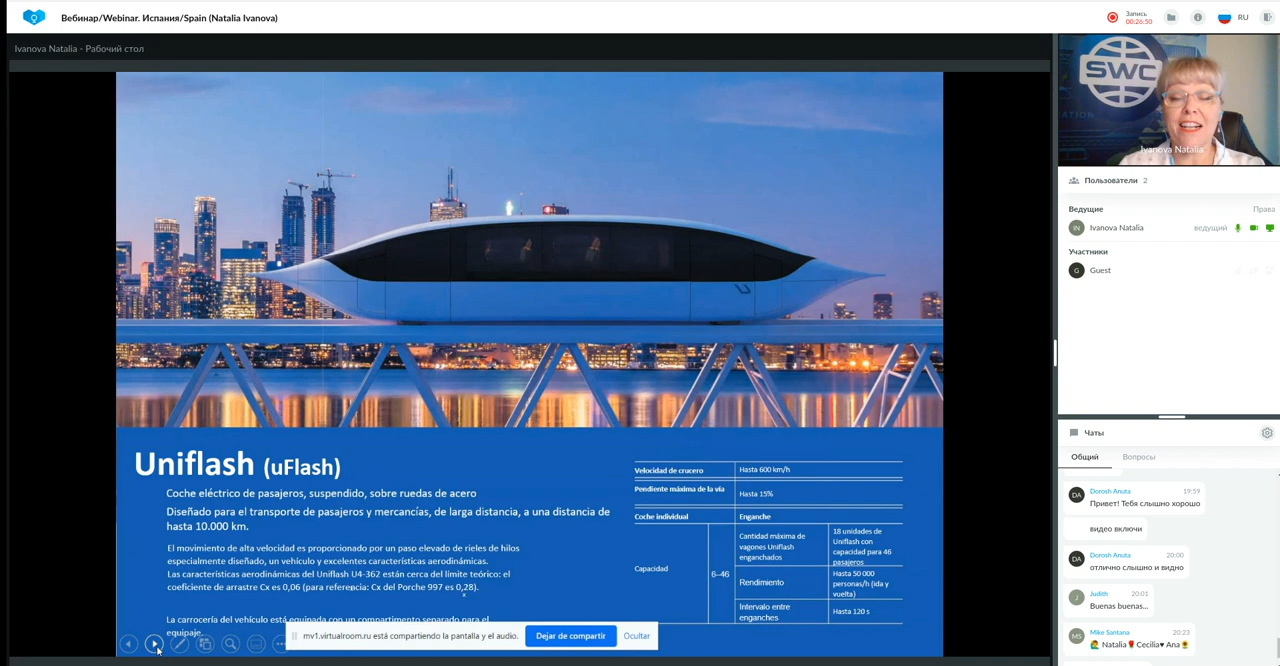 Вебинар/Webinar. Испания/Spain (Natalia Ivanova)
Запись
00:26:50
RU
Ivanova Natalia - Рабочий стол
SWC
Ivanova Natalia
Пользователи 2
Ведущие Права
IN Ivanova Natalia ведущий
Участники
G Guest
Uniflash (uFlash)
Coche eléctrico de pasajeros, suspendido, sobre ruedas de acero
Diseñado para el transporte de pasajeros y mercancías, de larga distancia, a una distancia de
hasta 10.000 km.
El movimiento de alta velocidad es proporcionado por un paso elevado de rieles de hilos
especialmente diseñado, un vehículo y excelentes características aerodinámicas.
Las características aerodinámicas del Uniflash U4-362 están cerca del límite teórico: el
coeficiente de arrastre Cx es 0,06 (para referencia: Cx del Porche 997 es 0,28).
x
La carrocería del vehículo está equipada con un compartimento separado para el
equipaje.
Velocidad de crucero Hasta 600 km/h
Pendiente máxima de la vía Hasta 15%
Coche individual Enganche
Capacidad 6–46
Cantidad máxima de
vagones Uniflash
enganchados
18 unidades de
Uniflash con
capacidad para 46
pasajeros
Rendimiento
Hasta 50 000
personas/h (ida y
vuelta)
Intervalo entre
enganches
Hasta 120 s
mv1.virtualroom.ru está compartiendo la pantalla y el audio. Dejar de compartir Ocultar
Чаты
Общий Вопросы
DA Dorosh Anuta 19:59
Привет! Тебя слышно хорошо
видео включи
DA Dorosh Anuta 20:00
отлично слышно и видно
J Judith 20:01
Buenas buenas...
MS Mike Santana 20:23
🙋‍♂️ Natalia🌹Cecilia♥ Ana🌻